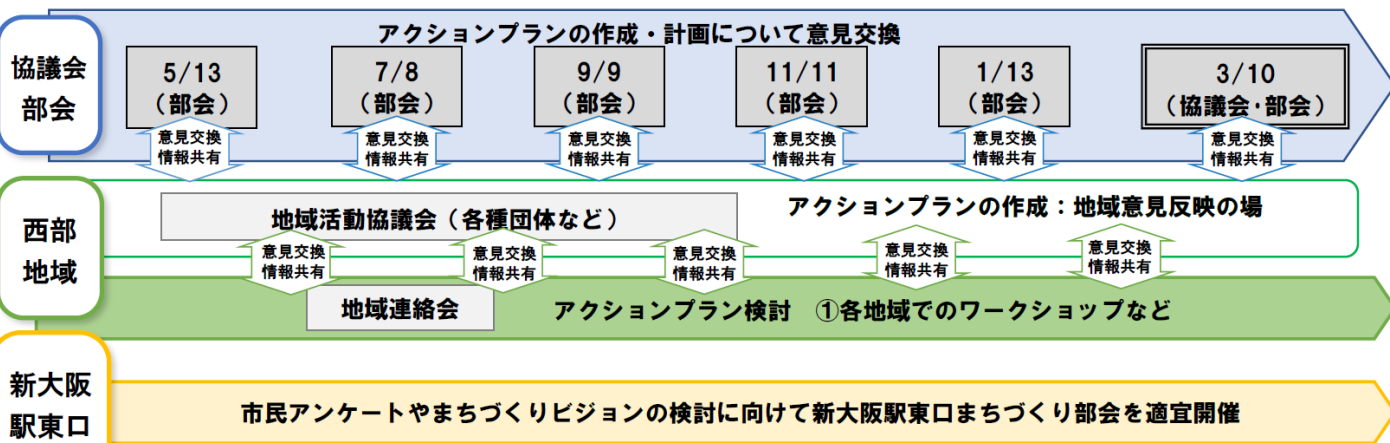 アクションプランの作成・計画について意見交換
協議会
部会
5/13
（部会）
7/8
（部会）
9/9
（部会）
11/11
（部会）
1/13
（部会）
3/10
（協議会・部会）
意見交換
情報共有
意見交換
情報共有
意見交換
情報共有
意見交換
情報共有
意見交換
情報共有
意見交換
情報共有
西部
地域
地域活動協議会（各種団体など）
アクションプランの作成：地域意見反映の場
意見交換
情報共有
意見交換
情報共有
意見交換
情報共有
意見交換
情報共有
意見交換
情報共有
地域連絡会
アクションプラン検討　①各地域でのワークショップなど
新大阪
駅東口
市民アンケートやまちづくりビジョンの検討に向けて新大阪駅東口まちづくり部会を適宜開催